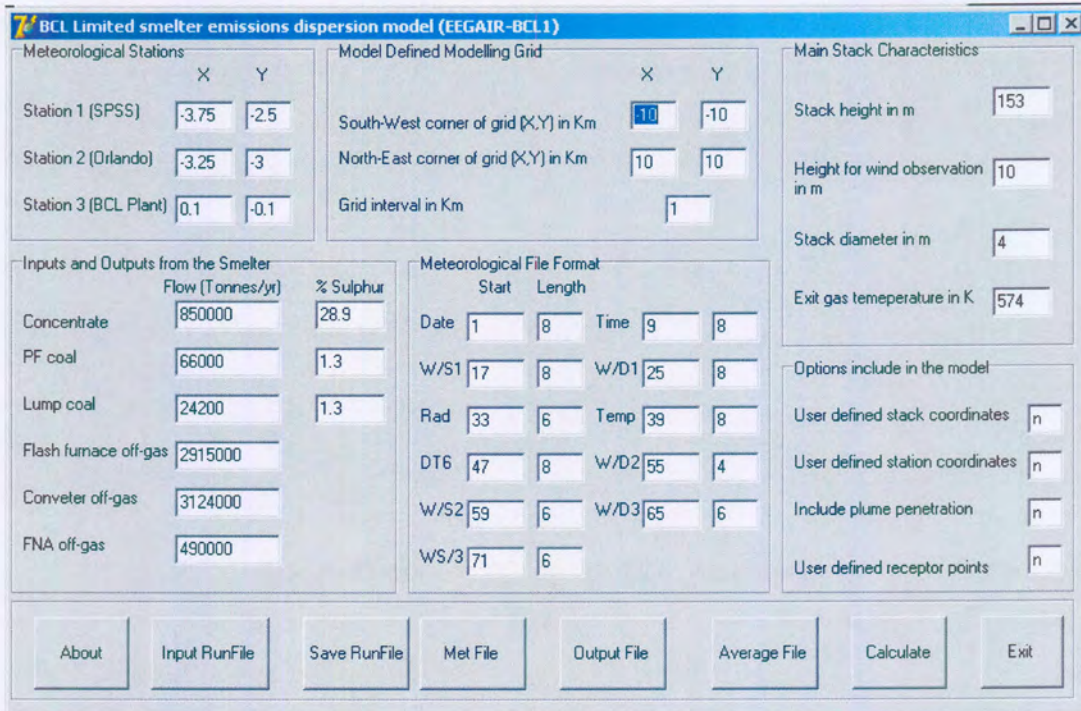 BCL Limited smelter emissions dispersion model (EEGAIR-BCL1)
Meteorological Stations
X Y
Station 1 (SPSS) -3.75 -2.5
Station 2 (Orlando) -3.25 -3
Station 3 (BCL Plant) 0.1 -0.1
Model Defined Modelling Grid
X Y
South-West corner of grid (X,Y) in Km -10 -10
North-East corner of grid (X,Y) in Km 10 10
Grid interval in Km 1
Main Stack Characteristics
Stack height in m 153
Height for wind observation
in m 10
Stack diameter in m 4
Exit gas temeperature in K 574
Inputs and Outputs from the Smelter
Flow (Tonnes/yr) % Sulphur
Concentrate 850000 28.9
PF coal 66000 1.3
Lump coal 24200 1.3
Flash furnace off-gas 2915000
Conveter off-gas 3124000
FNA off-gas 490000
Meteorological File Format
Start Length
Date 1 8 Time 9 8
W/S1 17 8 W/D1 25 8
Rad 33 6 Temp 39 8
DT6 47 8 W/D2 55 4
W/S2 59 6 W/D3 65 6
WS/3 71 6
Options include in the model
User defined stack coordinates n
User defined station coordinates n
Include plume penetration n
User defined receptor points n
About Input RunFile Save RunFile Met File Output File Average File Calculate Exit